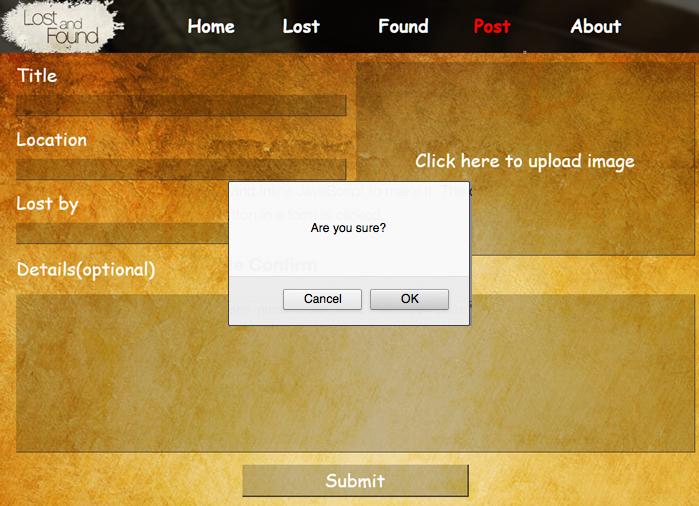 Lost and
Found
Home
Lost
Found
Post
About
Title
Click here to upload image
Location
Lost by
Are you sure?
Details(optional)
Confirm
Cancel
OK
Submit